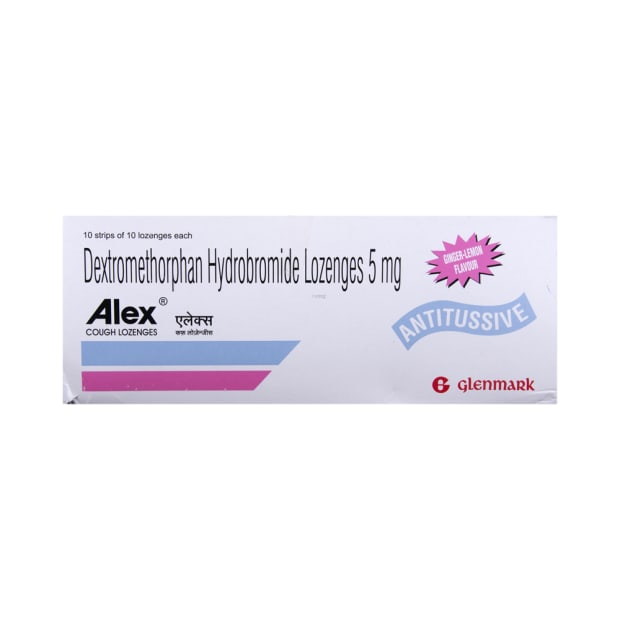 10 strips of 10 lozenges each
Dextromethorphan Hydrobromide Lozenges 5 mg
GINGER-LEMON
FLAVOUR
Alex®
COUGH LOZENGES
एलेक्स
कफ़ लोज़ेन्जीस
ANTITUSSIVE
G glenmark